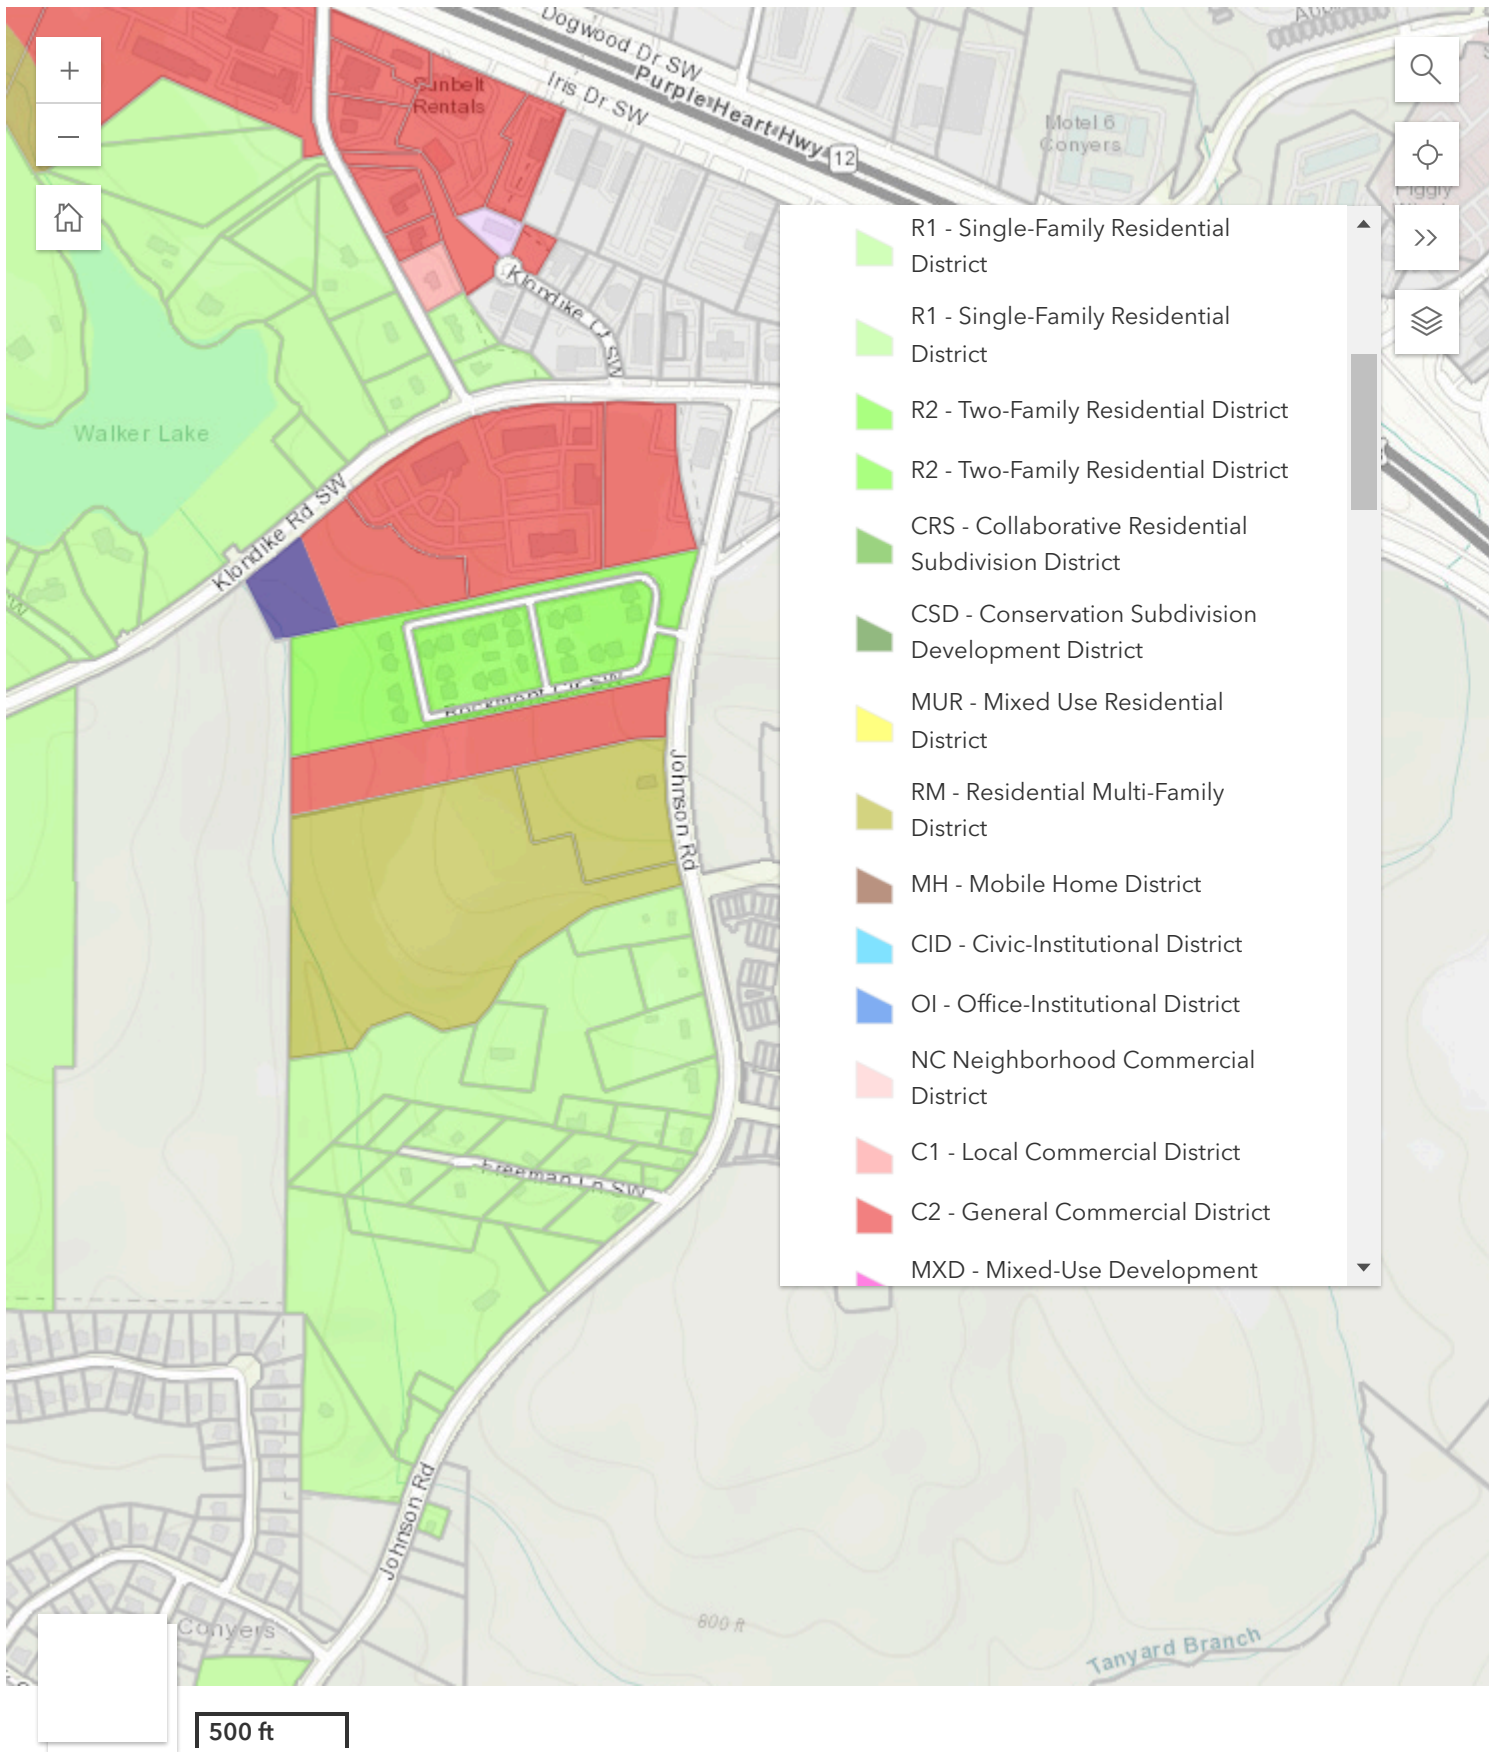 Dogwood Dr SW
Iris Dr SW
Purple Heart Hwy
12
Sunbelt
Rentals
Motel 6
Conyers
Piggly
Klondike Ct SW
Walker Lake
Klondike Rd SW
Rockmont Cir SW
Johnson Rd
Freeman Ln SW
Johnson Rd
Conyers
800 ft
Tanyard Branch
500 ft
R1 - Single-Family Residential
District
R1 - Single-Family Residential
District
R2 - Two-Family Residential District
R2 - Two-Family Residential District
CRS - Collaborative Residential
Subdivision District
CSD - Conservation Subdivision
Development District
MUR - Mixed Use Residential
District
RM - Residential Multi-Family
District
MH - Mobile Home District
CID - Civic-Institutional District
OI - Office-Institutional District
NC Neighborhood Commercial
District
C1 - Local Commercial District
C2 - General Commercial District
MXD - Mixed-Use Development